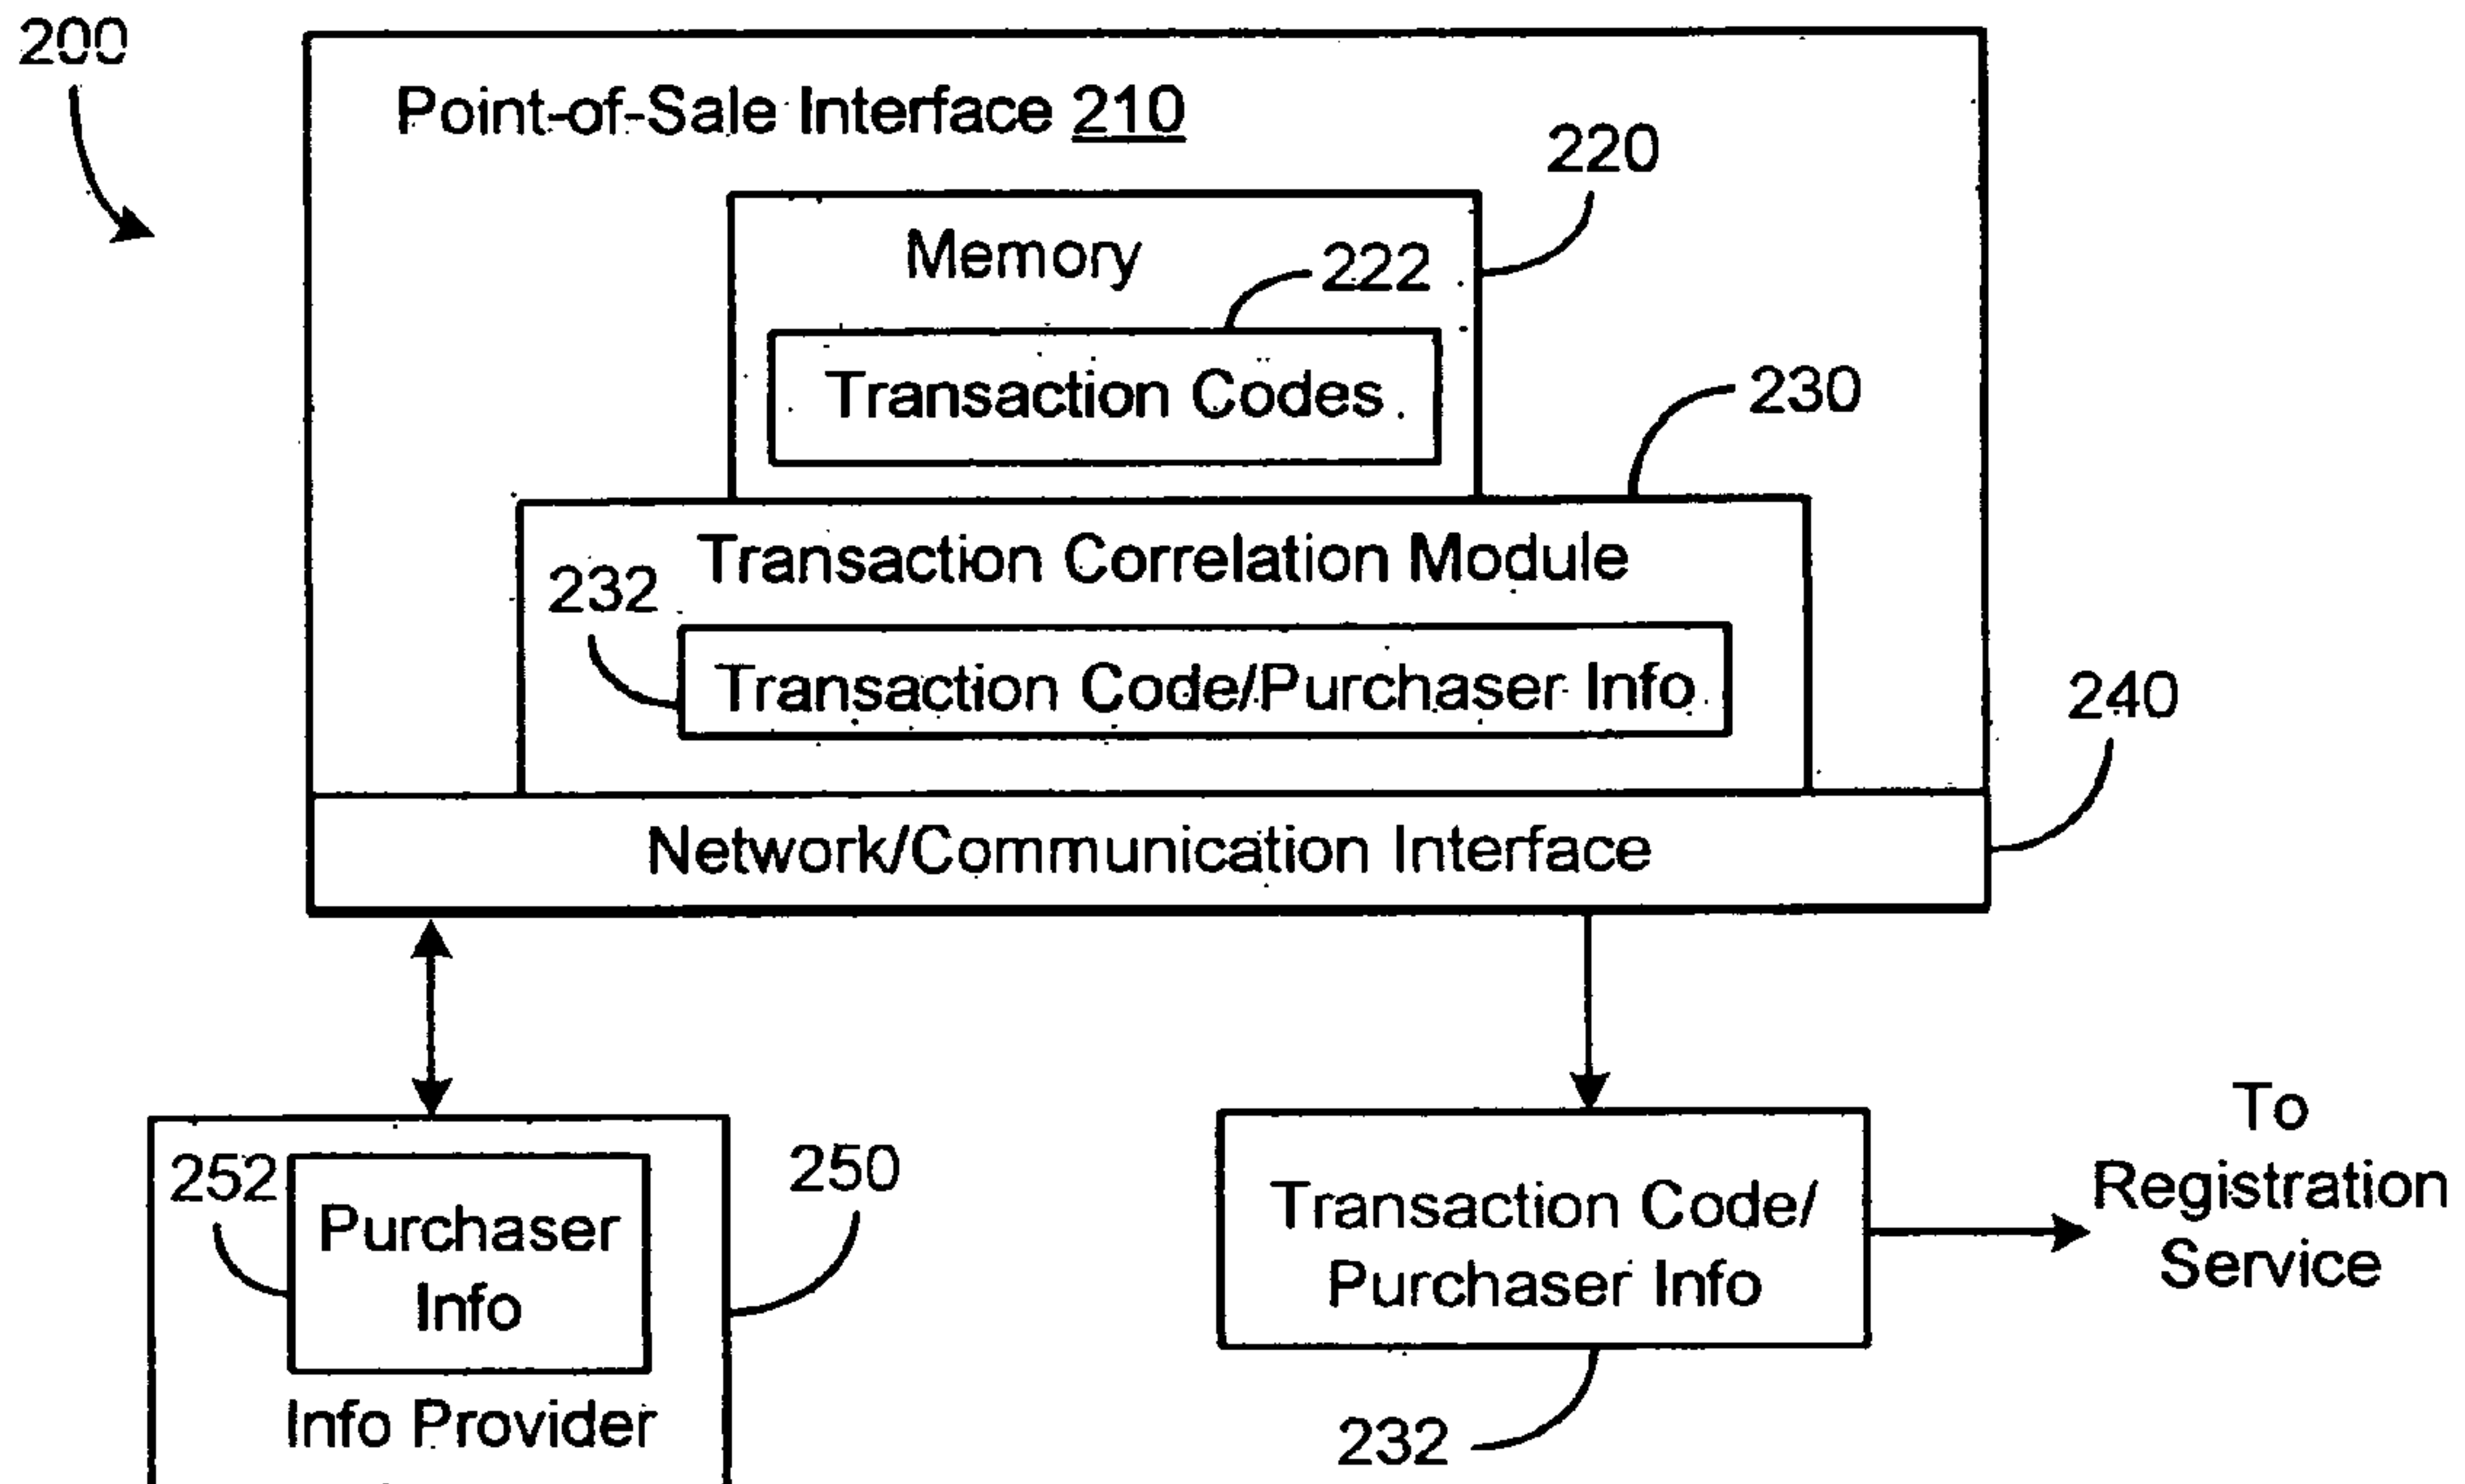 200
Point-of-Sale Interface 210
220
Memory
222
Transaction Codes
230
Transaction Correlation Module
232
Transaction Code/Purchaser Info
240
Network/Communication Interface
252
Purchaser
Info
250
Info Provider
Transaction Code/
Purchaser Info
232
To
Registration
Service